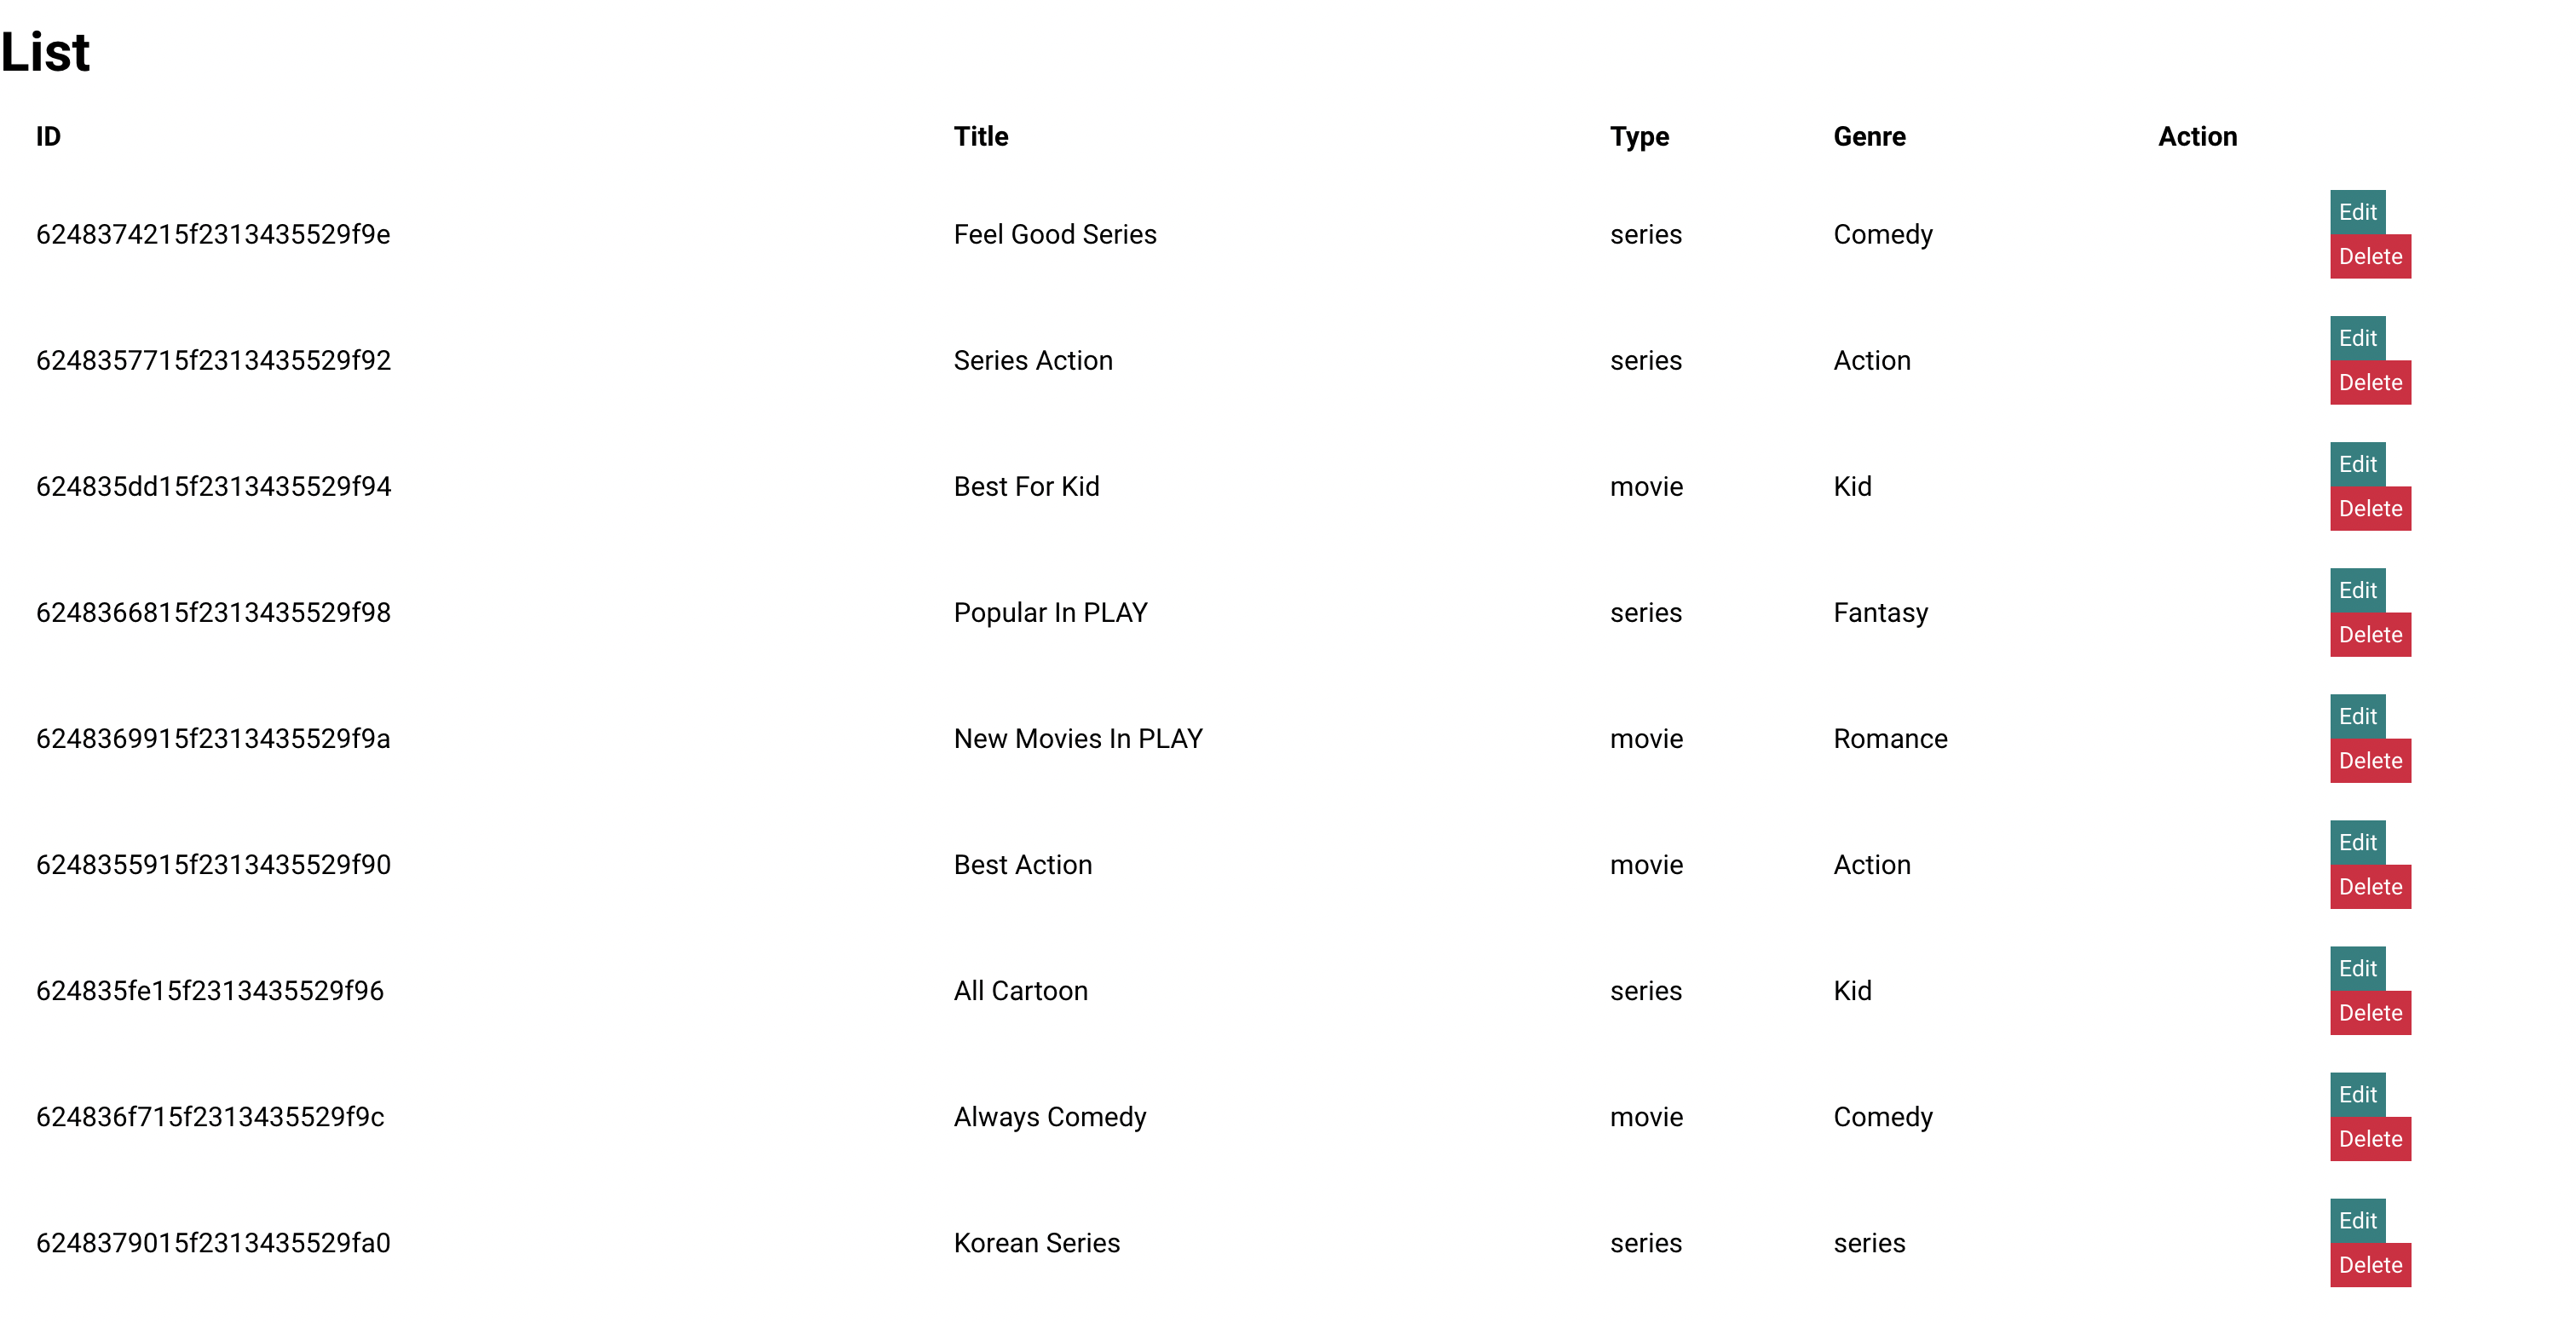 List
ID Title Type Genre Action
6248374215f2313435529f9e Feel Good Series series Comedy Edit Delete
6248357715f2313435529f92 Series Action series Action Edit Delete
624835dd15f2313435529f94 Best For Kid movie Kid Edit Delete
6248366815f2313435529f98 Popular In PLAY series Fantasy Edit Delete
6248369915f2313435529f9a New Movies In PLAY movie Romance Edit Delete
6248355915f2313435529f90 Best Action movie Action Edit Delete
624835fe15f2313435529f96 All Cartoon series Kid Edit Delete
624836f715f2313435529f9c Always Comedy movie Comedy Edit Delete
6248379015f2313435529fa0 Korean Series series series Edit Delete